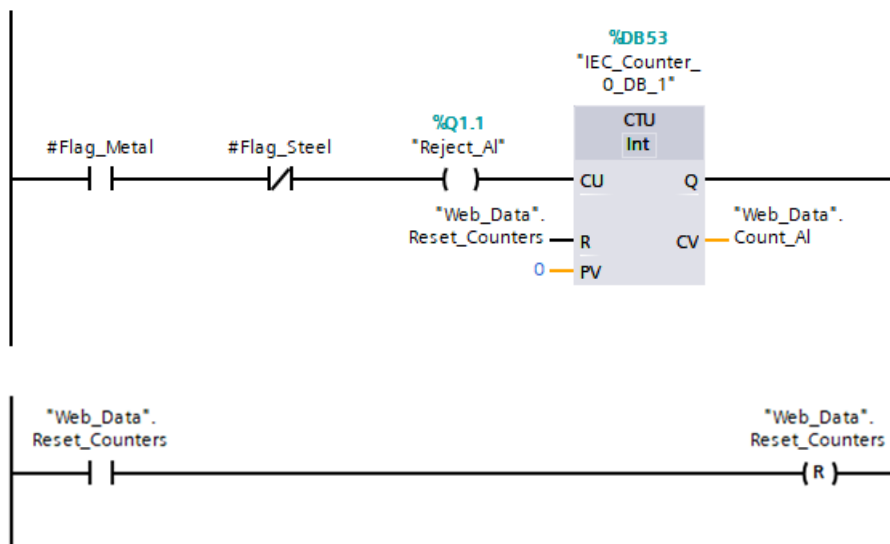 %DB53
"IEC_Counter_
0_DB_1"
%Q1.1
CTU
#Flag_Metal
#Flag_Steel
"Reject_Al"
Int
CU
Q
"Web_Data".
Reset_Counters
R
CV
"Web_Data".
Count_Al
0
PV
"Web_Data".
Reset_Counters
"Web_Data".
Reset_Counters
R